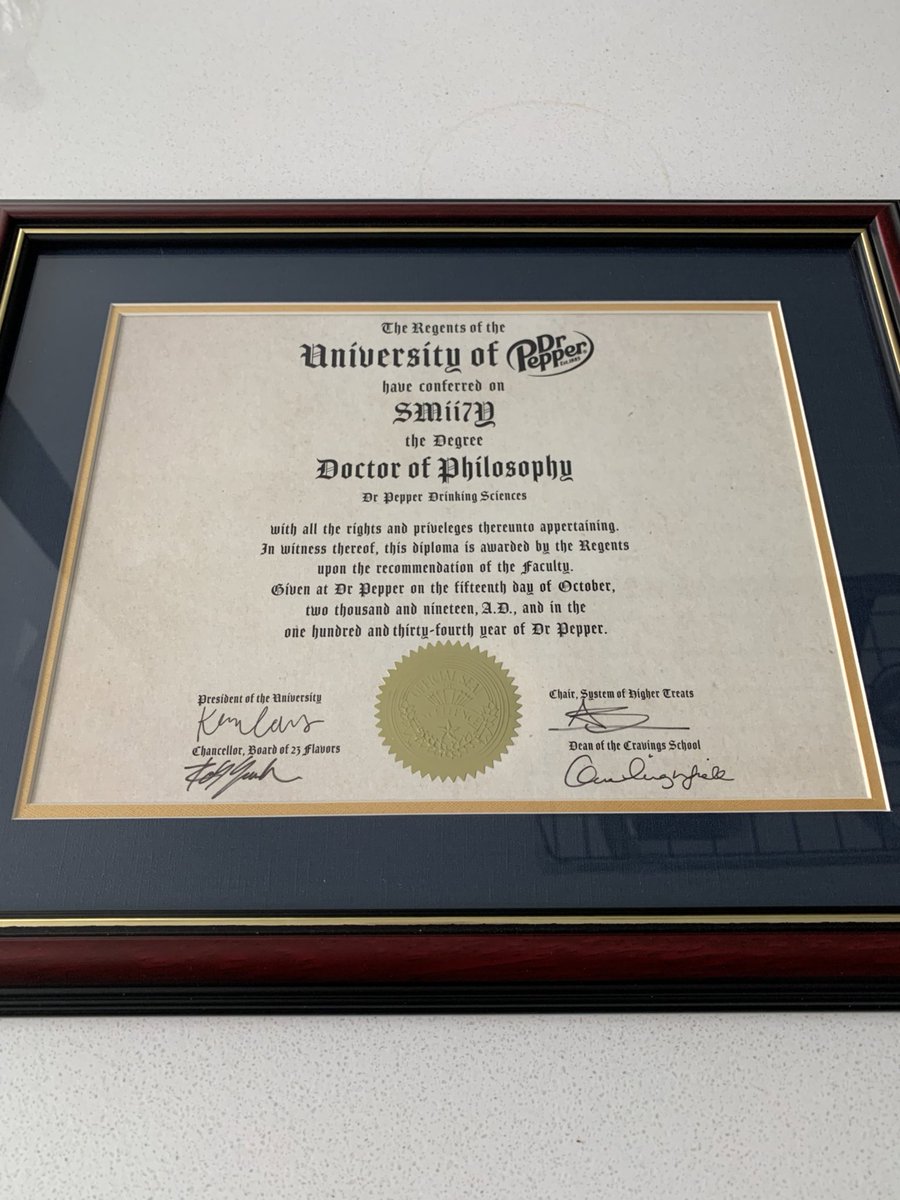 The Regents of the
University of Dr Pepper EST. 1885
have conferred on
SMii7Y
the Degree
Doctor of Philosophy
Dr Pepper Drinking Sciences
with all the rights and priveleges thereunto appertaining.
In witness thereof, this diploma is awarded by the Regents
upon the recommendation of the Faculty.
Given at Dr Pepper on the fifteenth day of October,
two thousand and nineteen, A.D., and in the
one hundred and thirty-fourth year of Dr Pepper.
President of the University
Chancellor, Board of 23 Flavors
Chair, System of Higher Treats
Dean of the Cravings School